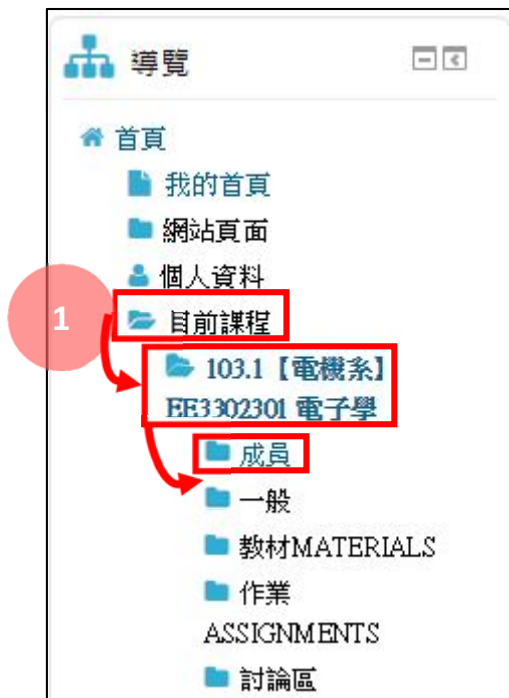 導覽
首頁
我的首頁
網站頁面
個人資料
1
目前課程
103.1【電機系】
EE3302301 電子學
成員
一般
教材MATERIALS
作業
ASSIGNMENTS
討論區